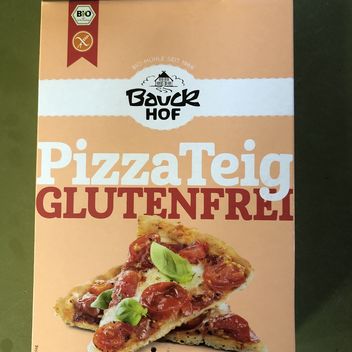 BIO
BIO-MÜHLE SEIT 1969
Bauck
HOF
PizzaTeig
GLUTENFREI